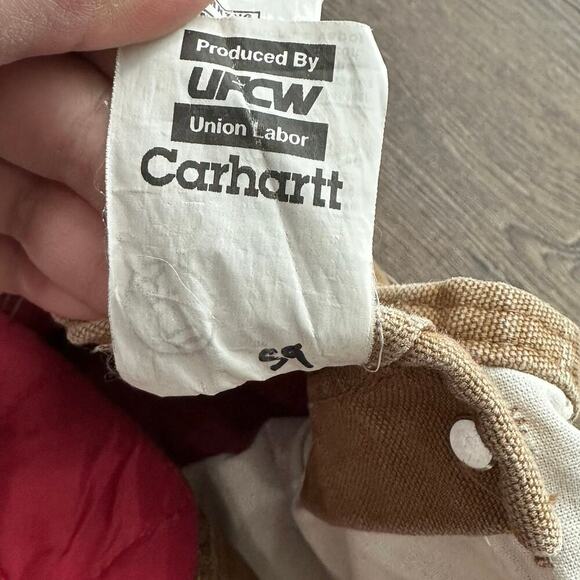 Produced By
UFCW
Union Labor
Carhartt